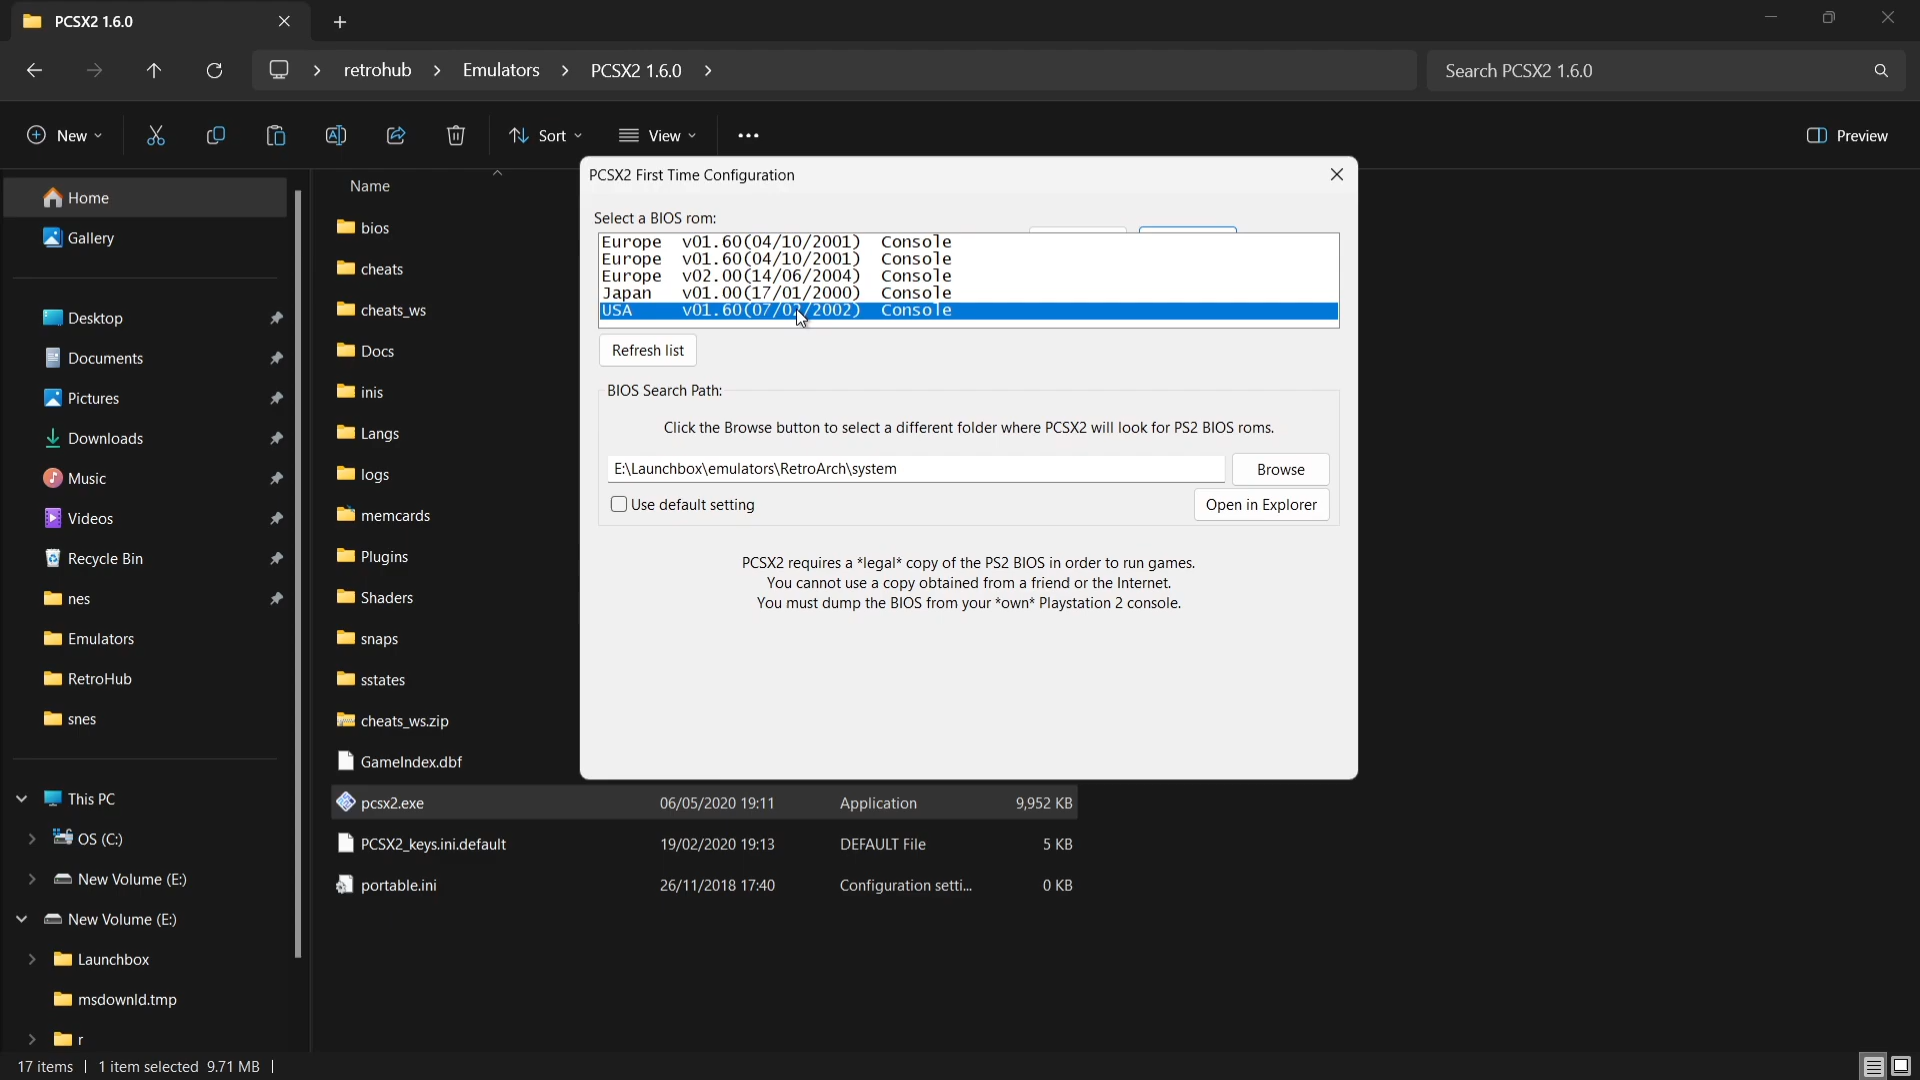 PCSX2 1.6.0
retrohub
Emulators
PCSX2 1.6.0
Search PCSX2 1.6.0
New
Sort
View
Preview
Home
Gallery
Desktop
Documents
Pictures
Downloads
Music
Videos
Recycle Bin
nes
Emulators
RetroHub
snes
This PC
OS (C:)
New Volume (E:)
New Volume (E:)
Launchbox
msdownld.tmp
r
Name
bios
cheats
cheats_ws
Docs
inis
Langs
logs
memcards
Plugins
Shaders
snaps
sstates
cheats_ws.zip
GameIndex.dbf
pcsx2.exe 06/05/2020 19:11 Application 9,952 KB
PCSX2_keys.ini.default 19/02/2020 19:13 DEFAULT File 5 KB
portable.ini 26/11/2018 17:40 Configuration setti... 0 KB
PCSX2 First Time Configuration
Select a BIOS rom:
Europe v01.60(04/10/2001) Console
Europe v01.60(04/10/2001) Console
Europe v02.00(14/06/2004) Console
Japan v01.00(17/01/2000) Console
USA v01.60(07/02/2002) Console
Refresh list
BIOS Search Path:
Click the Browse button to select a different folder where PCSX2 will look for PS2 BIOS roms.
E:\Launchbox\emulators\RetroArch\system
Browse
Use default setting
Open in Explorer
PCSX2 requires a *legal* copy of the PS2 BIOS in order to run games.
You cannot use a copy obtained from a friend or the Internet.
You must dump the BIOS from your *own* Playstation 2 console.
17 items
1 item selected 9.71 MB